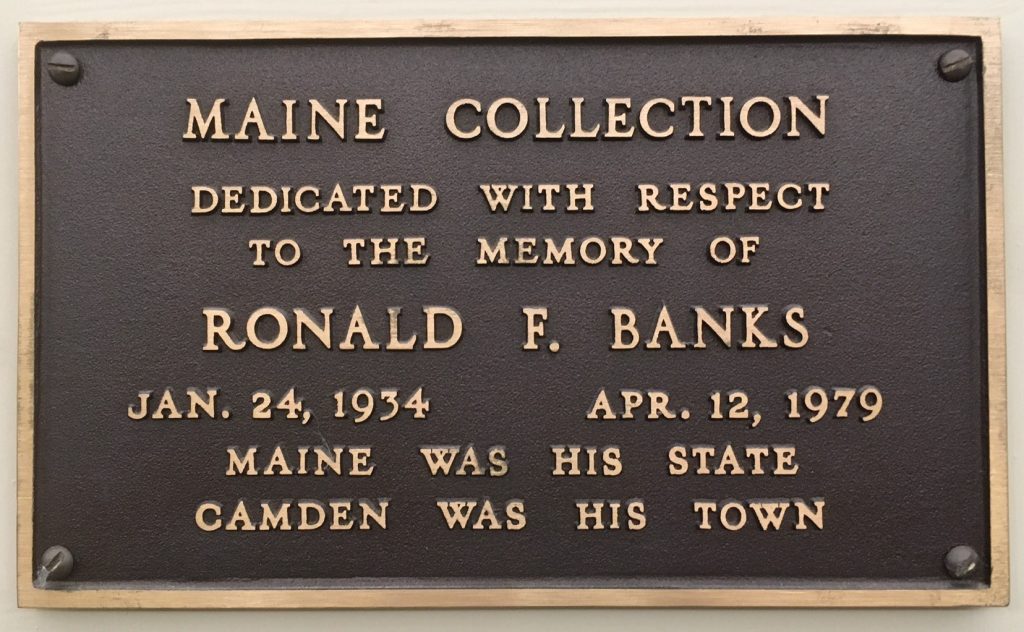 MAINE COLLECTION
DEDICATED WITH RESPECT
TO THE MEMORY OF
RONALD F. BANKS
JAN. 24, 1934 APR. 12, 1979
MAINE WAS HIS STATE
CAMDEN WAS HIS TOWN